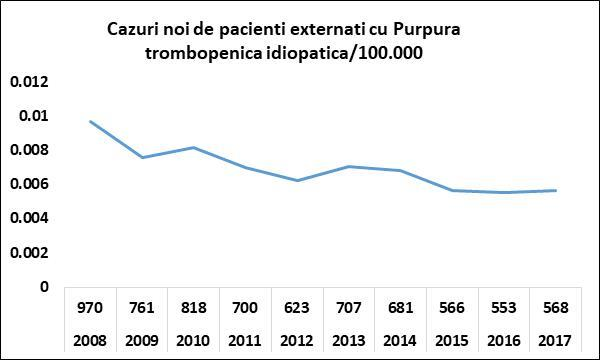 Cazuri noi de pacienti externati cu Purpura
trombopenica idiopatica/100.000
0.012
0.01
0.008
0.006
0.004
0.002
0
970 761 818 700 623 707 681 566 553 568
2008 2009 2010 2011 2012 2013 2014 2015 2016 2017